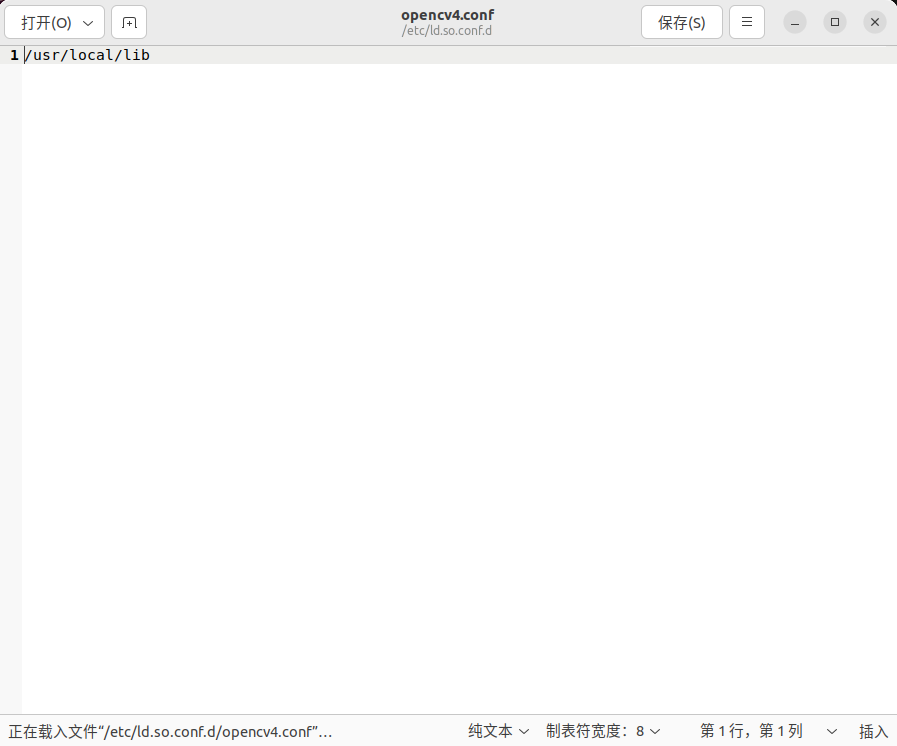 打开(O)
opencv4.conf
/etc/ld.so.conf.d
保存(S)
1 /usr/local/lib
正在载入文件“/etc/ld.so.conf.d/opencv4.conf”… 纯文本 制表符宽度：8 第 1 行，第 1 列 插入